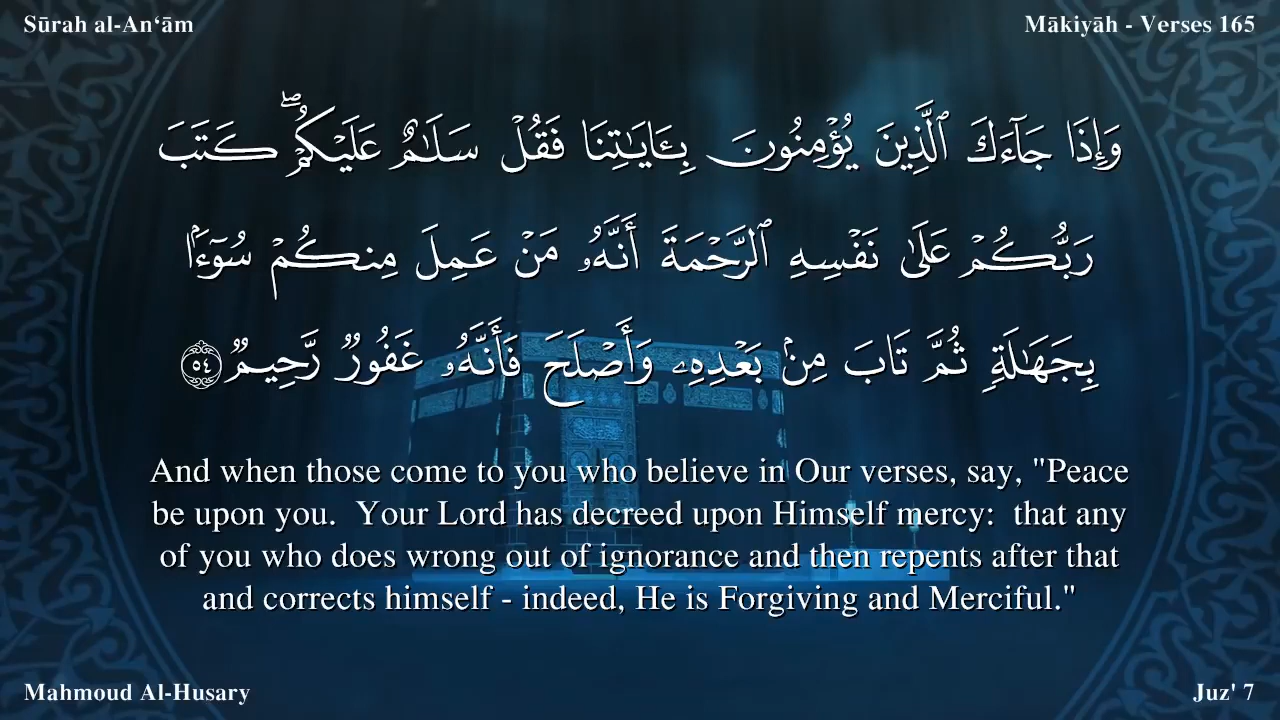 Sūrah al-An‘ām
Mākiyāh - Verses 165
وَإِذَا جَآءَكَ ٱلَّذِينَ يُؤْمِنُونَ بِـَٔايَـٰتِنَا فَقُلْ سَلَـٰمٌ عَلَيْكُمْ ۖ كَتَبَ
رَبُّكُمْ عَلَىٰ نَفْسِهِ ٱلرَّحْمَةَ أَنَّهُۥ مَنْ عَمِلَ مِنكُمْ سُوٓءًۢا
بِجَهَـٰلَةٍ ثُمَّ تَابَ مِنۢ بَعْدِهِۦ وَأَصْلَحَ فَأَنَّهُۥ غَفُورٌ رَّحِيمٌ ٥٤
And when those come to you who believe in Our verses, say, "Peace
be upon you.  Your Lord has decreed upon Himself mercy:  that any
of you who does wrong out of ignorance and then repents after that
and corrects himself - indeed, He is Forgiving and Merciful."
Mahmoud Al-Husary
Juz' 7